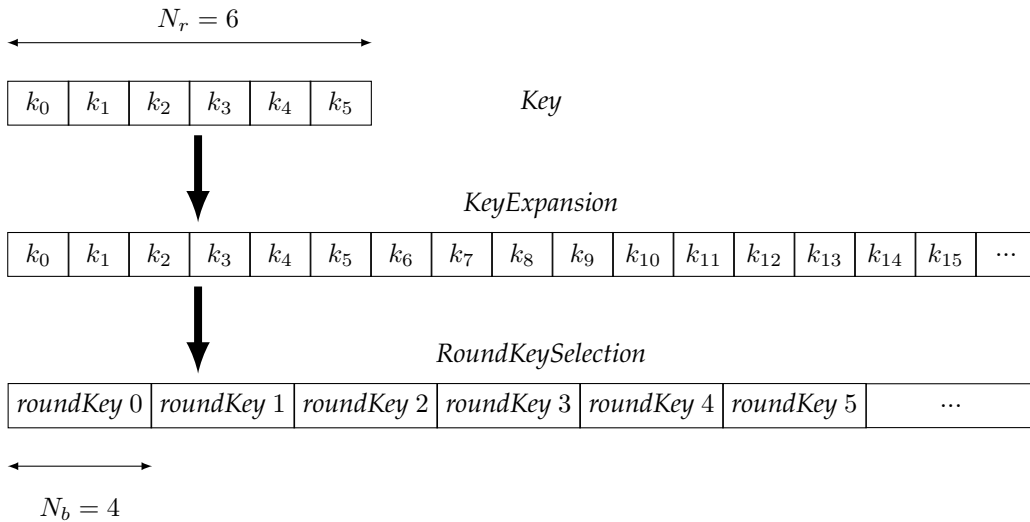 N_r = 6
k_0 k_1 k_2 k_3 k_4 k_5 Key
KeyExpansion
k_0 k_1 k_2 k_3 k_4 k_5 k_6 k_7 k_8 k_9 k_10 k_11 k_12 k_13 k_14 k_15 ...
RoundKeySelection
roundKey 0 roundKey 1 roundKey 2 roundKey 3 roundKey 4 roundKey 5 ...
N_b = 4